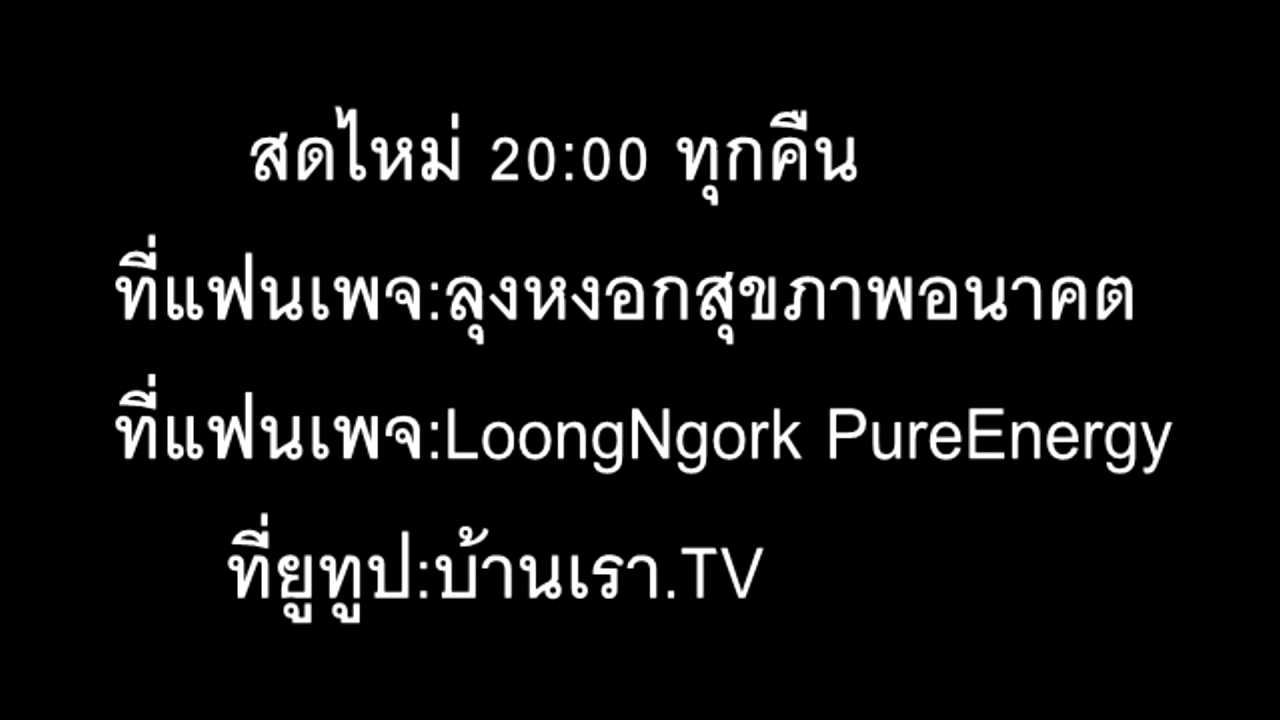 สดใหม่ 20:00 ทุกคืน
ที่แฟนเพจ:ลุงหงอกสุขภาพอนาคต
ที่แฟนเพจ:LoongNgork PureEnergy
ที่ยูทูป:บ้านเรา.TV